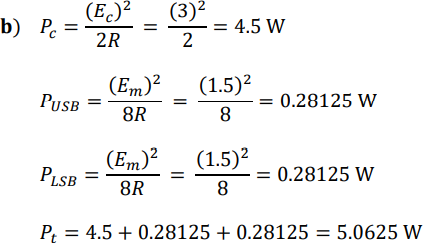 b) P_c = (E_c)²/2R = (3)²/2 = 4.5 W
P_USB = (E_m)²/8R = (1.5)²/8 = 0.28125 W
P_LSB = (E_m)²/8R = (1.5)²/8 = 0.28125 W
P_t = 4.5 + 0.28125 + 0.28125 = 5.0625 W